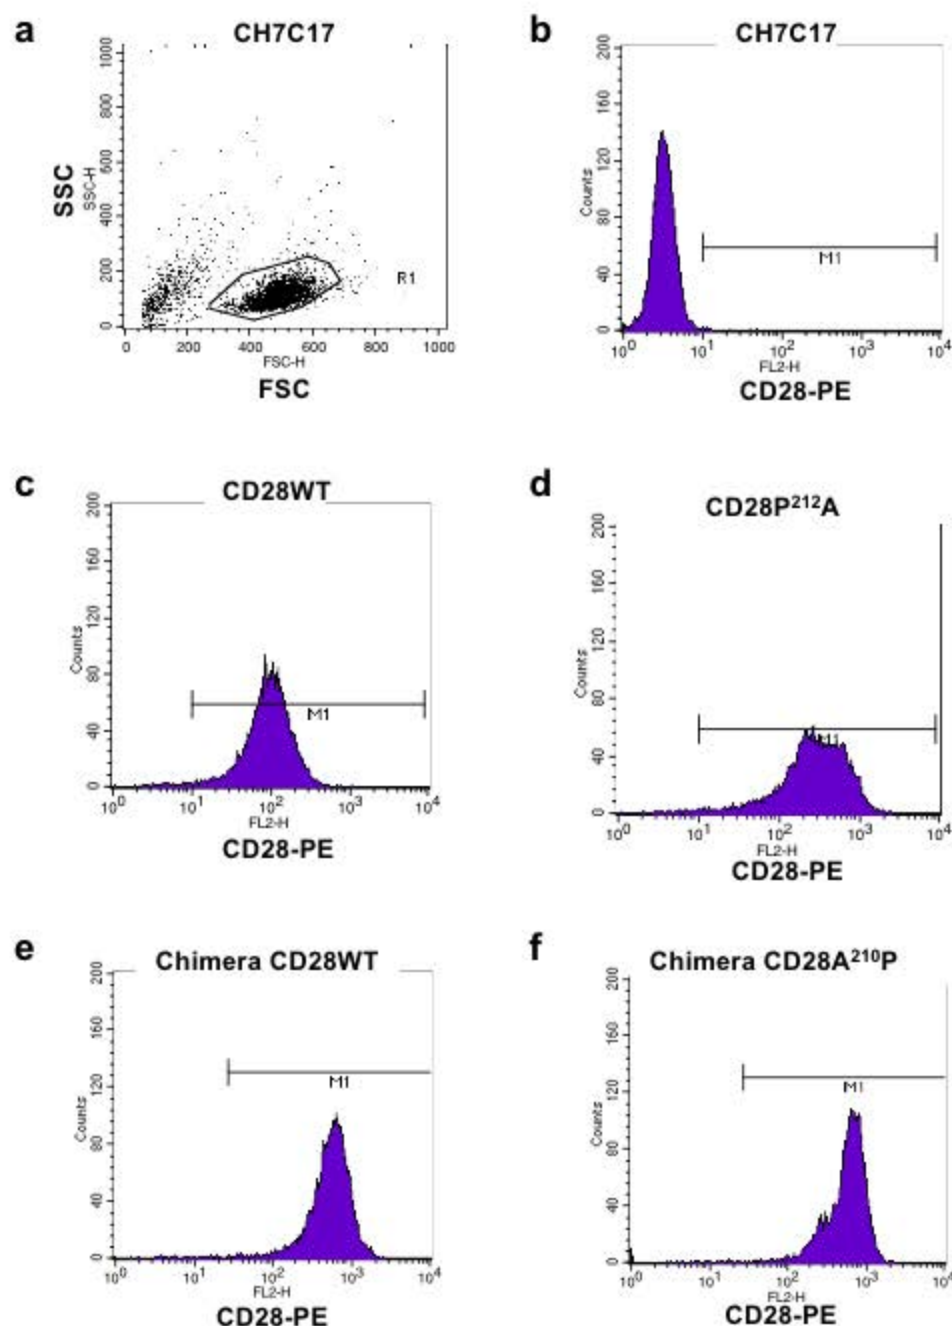 a
CH7C17
1000
800
600
400
200
0
SSC
SSC-H
R1
0 200 400 600 800 1000
FSC-H
FSC
b
CH7C17
200
160
120
80
40
0
Counts
M1
10⁰ 10¹ 10² 10³ 10⁴
FL2-H
CD28-PE
c
CD28WT
200
160
120
80
40
0
Counts
M1
10⁰ 10¹ 10² 10³ 10⁴
FL2-H
CD28-PE
d
CD28P²¹²A
200
160
120
80
40
0
Counts
M1
10⁰ 10¹ 10² 10³ 10⁴
FL2-H
CD28-PE
e
Chimera CD28WT
200
160
120
80
40
0
Counts
M1
10⁰ 10¹ 10² 10³ 10⁴
FL2-H
CD28-PE
f
Chimera CD28A²¹⁰P
200
160
120
80
40
0
Counts
M1
10⁰ 10¹ 10² 10³ 10⁴
FL2-H
CD28-PE